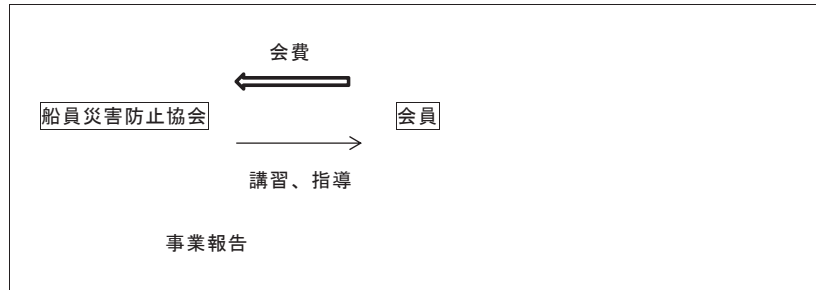 会費
船員災害防止協会
会員
講習、指導
事業報告